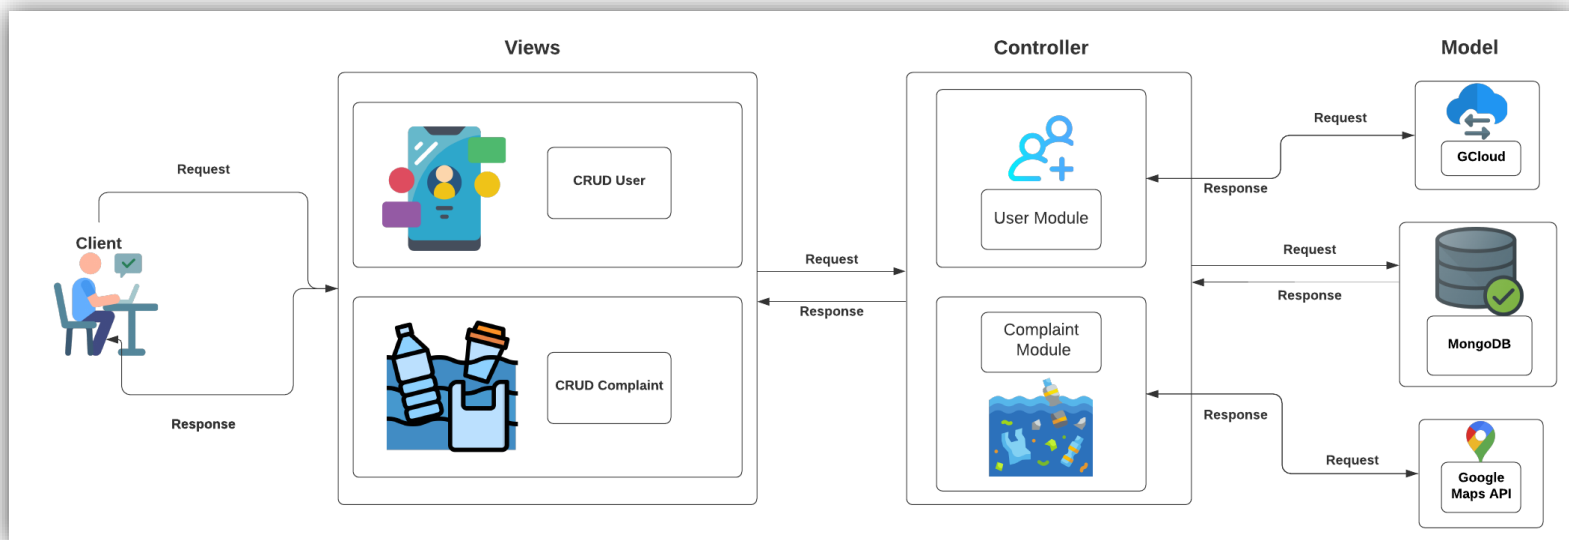 Views
Controller
Model
Client
Request
Response
CRUD User
CRUD Complaint
Request
Response
User Module
Complaint
Module
Request
Response
GCloud
Request
Response
MongoDB
Response
Request
Google
Maps API